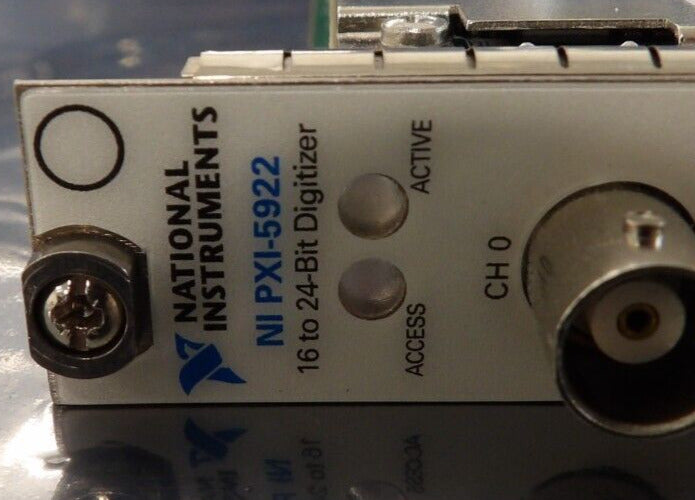 NATIONAL
INSTRUMENTS
NI PXI-5922
16 to 24-Bit Digitizer
ACCESS
ACTIVE
CH 0